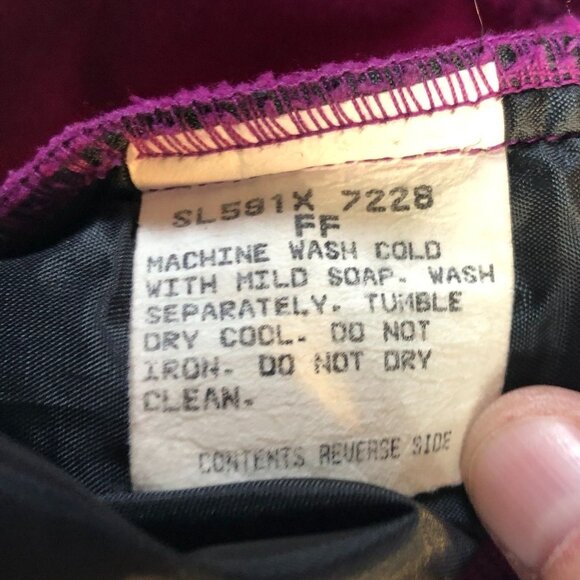 SL591X 7228
FF
MACHINE WASH COLD
WITH MILD SOAP. WASH
SEPARATELY. TUMBLE
DRY COOL. DO NOT
IRON. DO NOT DRY
CLEAN.
CONTENTS REVERSE SIDE